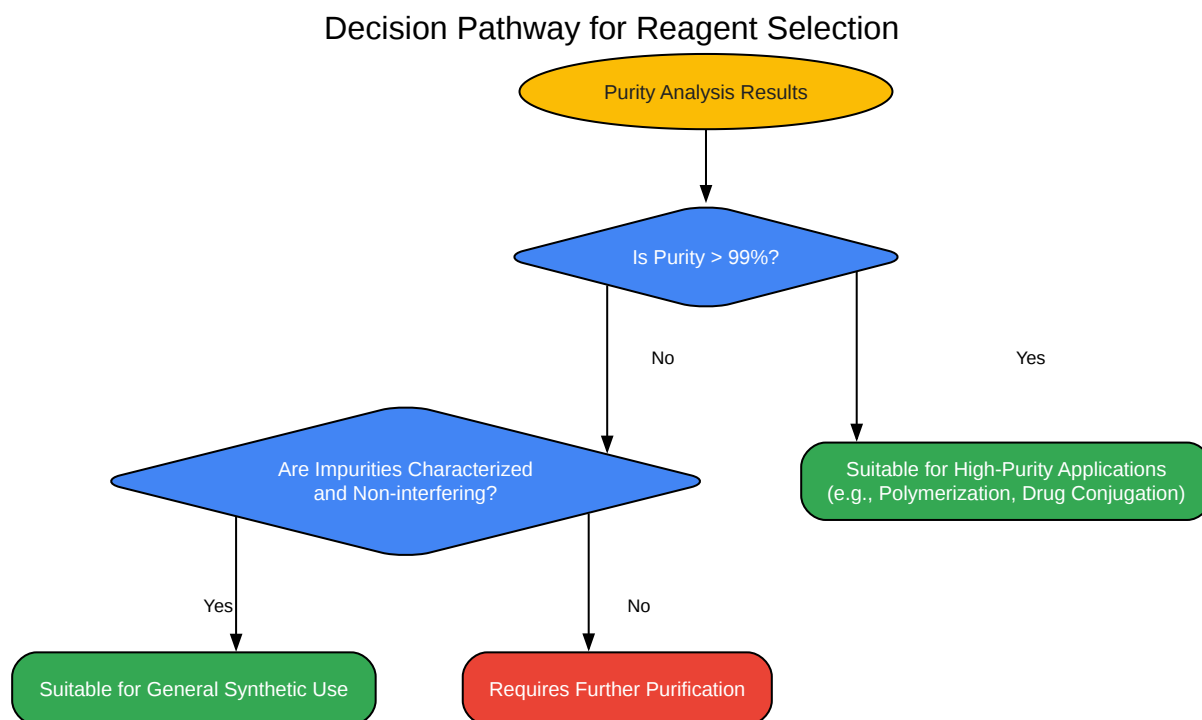 Decision Pathway for Reagent Selection
Purity Analysis Results
Is Purity > 99%?
No
Yes
Are Impurities Characterized
and Non-interfering?
Suitable for High-Purity Applications
(e.g., Polymerization, Drug Conjugation)
Yes
No
Suitable for General Synthetic Use
Requires Further Purification